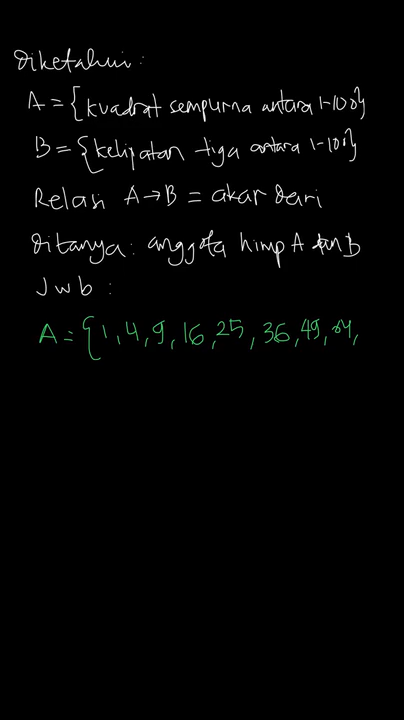 Diketahui :
A = {kuadrat sempurna antara 1-100}
B = {kelipatan tiga antara 1-100}
Relasi A → B = akar dari
Ditanya : anggota himp A dan B
Jwb :
A = {1, 4, 9, 16, 25, 36, 49, 64,